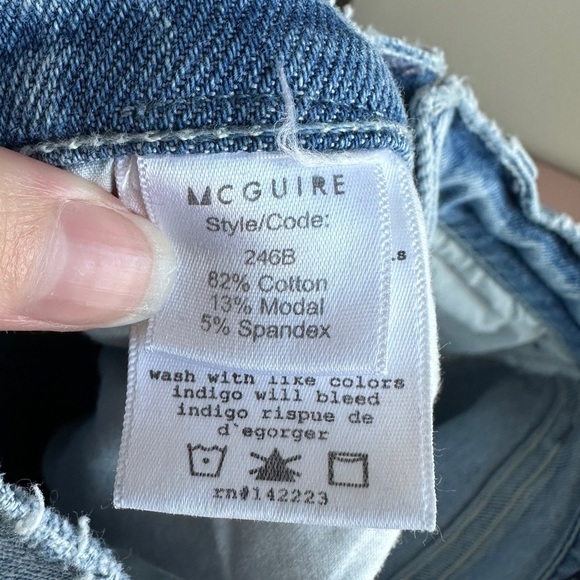 MCGUIRE
Style/Code:
246B
82% Cotton
13% Modal
5% Spandex
.s
wash with like colors
indigo will bleed
indigo rispue de
d`egorger
rn#142223